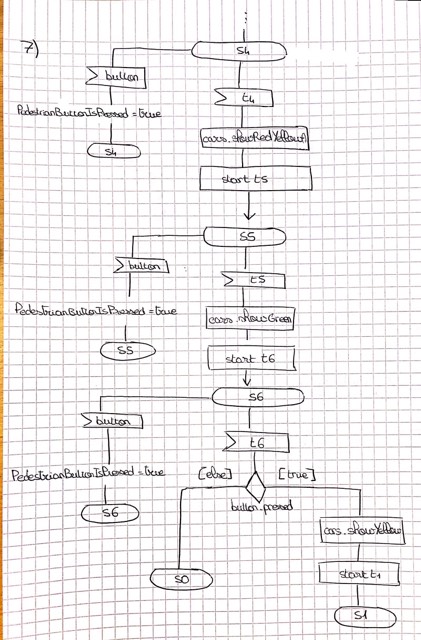 7)
S4
button
t4
PedestrianButtonIsPressed = true
cars.showRedYellow
S4
start t5
S5
button
t5
PedestrianButtonIsPressed = true
cars.showGreen
S5
start t6
S6
button
t6
PedestrianButtonIsPressed = true
[else]
[true]
button.pressed
S6
cars.showYellow
S0
start t1
S1